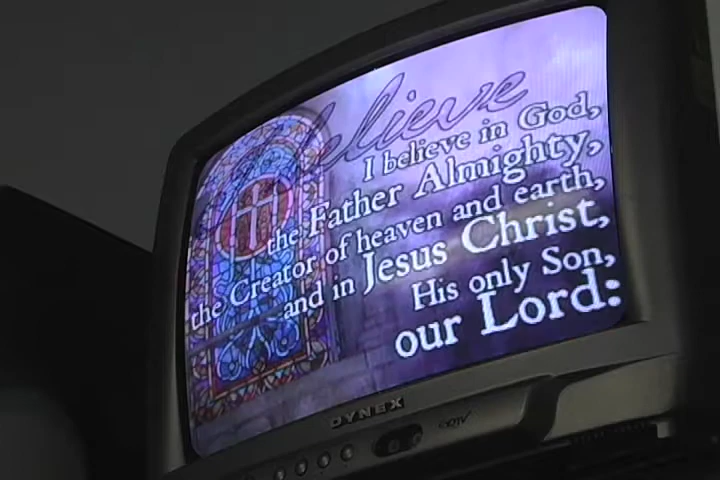 believe
I believe in God,
the Father Almighty,
the Creator of heaven and earth,
and in Jesus Christ,
His only Son,
our Lord:
DYNEX